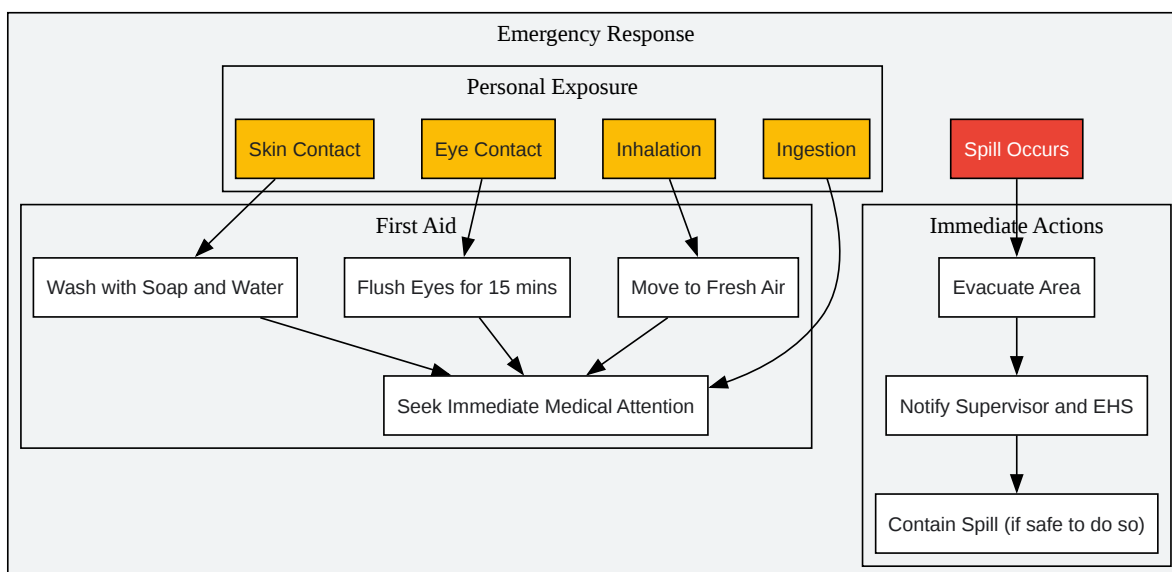 Emergency Response
Personal Exposure
Skin Contact
Eye Contact
Inhalation
Ingestion
Spill Occurs
First Aid
Immediate Actions
Wash with Soap and Water
Flush Eyes for 15 mins
Move to Fresh Air
Evacuate Area
Seek Immediate Medical Attention
Notify Supervisor and EHS
Contain Spill (if safe to do so)